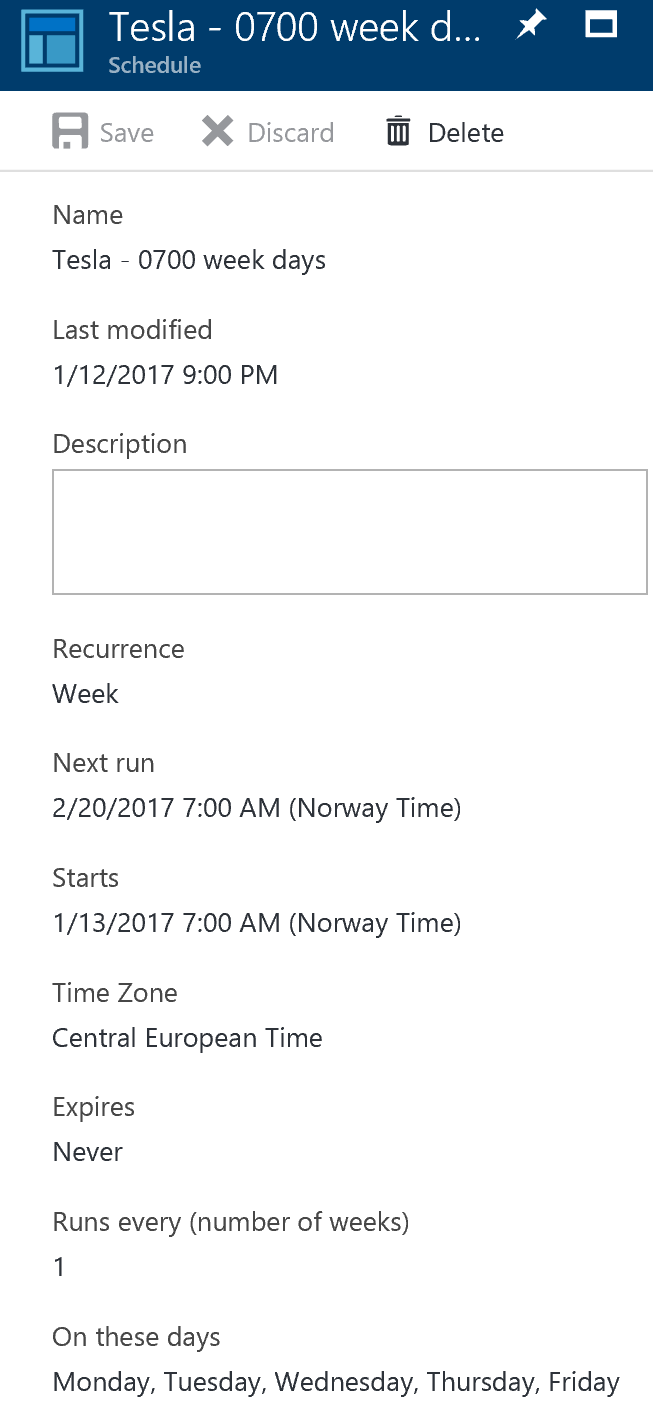 Tesla - 0700 week d...
Schedule
Save Discard Delete
Name
Tesla - 0700 week days
Last modified
1/12/2017 9:00 PM
Description
Recurrence
Week
Next run
2/20/2017 7:00 AM (Norway Time)
Starts
1/13/2017 7:00 AM (Norway Time)
Time Zone
Central European Time
Expires
Never
Runs every (number of weeks)
1
On these days
Monday, Tuesday, Wednesday, Thursday, Friday